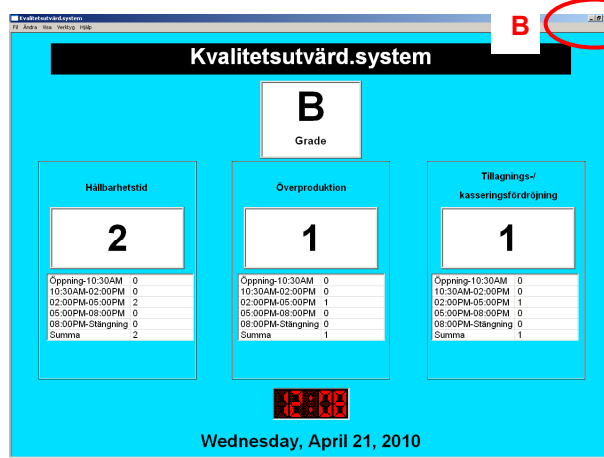 Kvalitetsutvärd.system
Fil Ändra Visa Verktyg Hjälp
B
Kvalitetsutvärd.system
B
Grade
Hållbarhetstid
2
Öppning-10:30AM 0
10:30AM-02:00PM 0
02:00PM-05:00PM 2
05:00PM-08:00PM 0
08:00PM-Stängning 0
Summa 2
Överproduktion
1
Öppning-10:30AM 0
10:30AM-02:00PM 0
02:00PM-05:00PM 1
05:00PM-08:00PM 0
08:00PM-Stängning 0
Summa 1
Tillagnings-/
kasseringsfördröjning
1
Öppning-10:30AM 0
10:30AM-02:00PM 0
02:00PM-05:00PM 1
05:00PM-08:00PM 0
08:00PM-Stängning 0
Summa 1
Wednesday, April 21, 2010